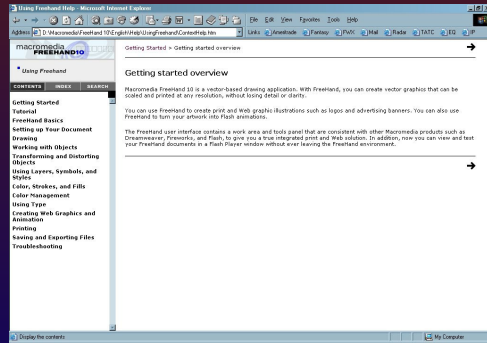 Using Freehand Help - Microsoft Internet Explorer
File Edit View Favorites Tools Help
Address D:\Macromedia\FreeHand 10\English\Help\UsingFreehand\ContextHelp.htm
Links Ameritrade Fantasy FWX Mail Radar TATC EQ IP
macromedia
FREEHAND10
Using Freehand
CONTENTS INDEX SEARCH
Getting Started
Tutorial
FreeHand Basics
Setting up Your Document
Drawing
Working with Objects
Transforming and Distorting
Objects
Using Layers, Symbols, and
Styles
Color, Strokes, and Fills
Color Management
Using Type
Creating Web Graphics and
Animation
Printing
Saving and Exporting Files
Troubleshooting
Getting Started > Getting started overview
Getting started overview
Macromedia FreeHand 10 is a vector-based drawing application. With FreeHand, you can create vector graphics that can be
scaled and printed at any resolution, without losing detail or clarity.
You can use FreeHand to create print and Web graphic illustrations such as logos and advertising banners. You can also use
FreeHand to turn your artwork into Flash animations.
The FreeHand user interface contains a work area and tools panel that are consistent with other Macromedia products such as
Dreamweaver, Fireworks, and Flash, to give you a true integrated print and Web solution. In addition, now you can view and test
your FreeHand documents in a Flash Player window without ever leaving the FreeHand environment.
Display the contents
My Computer